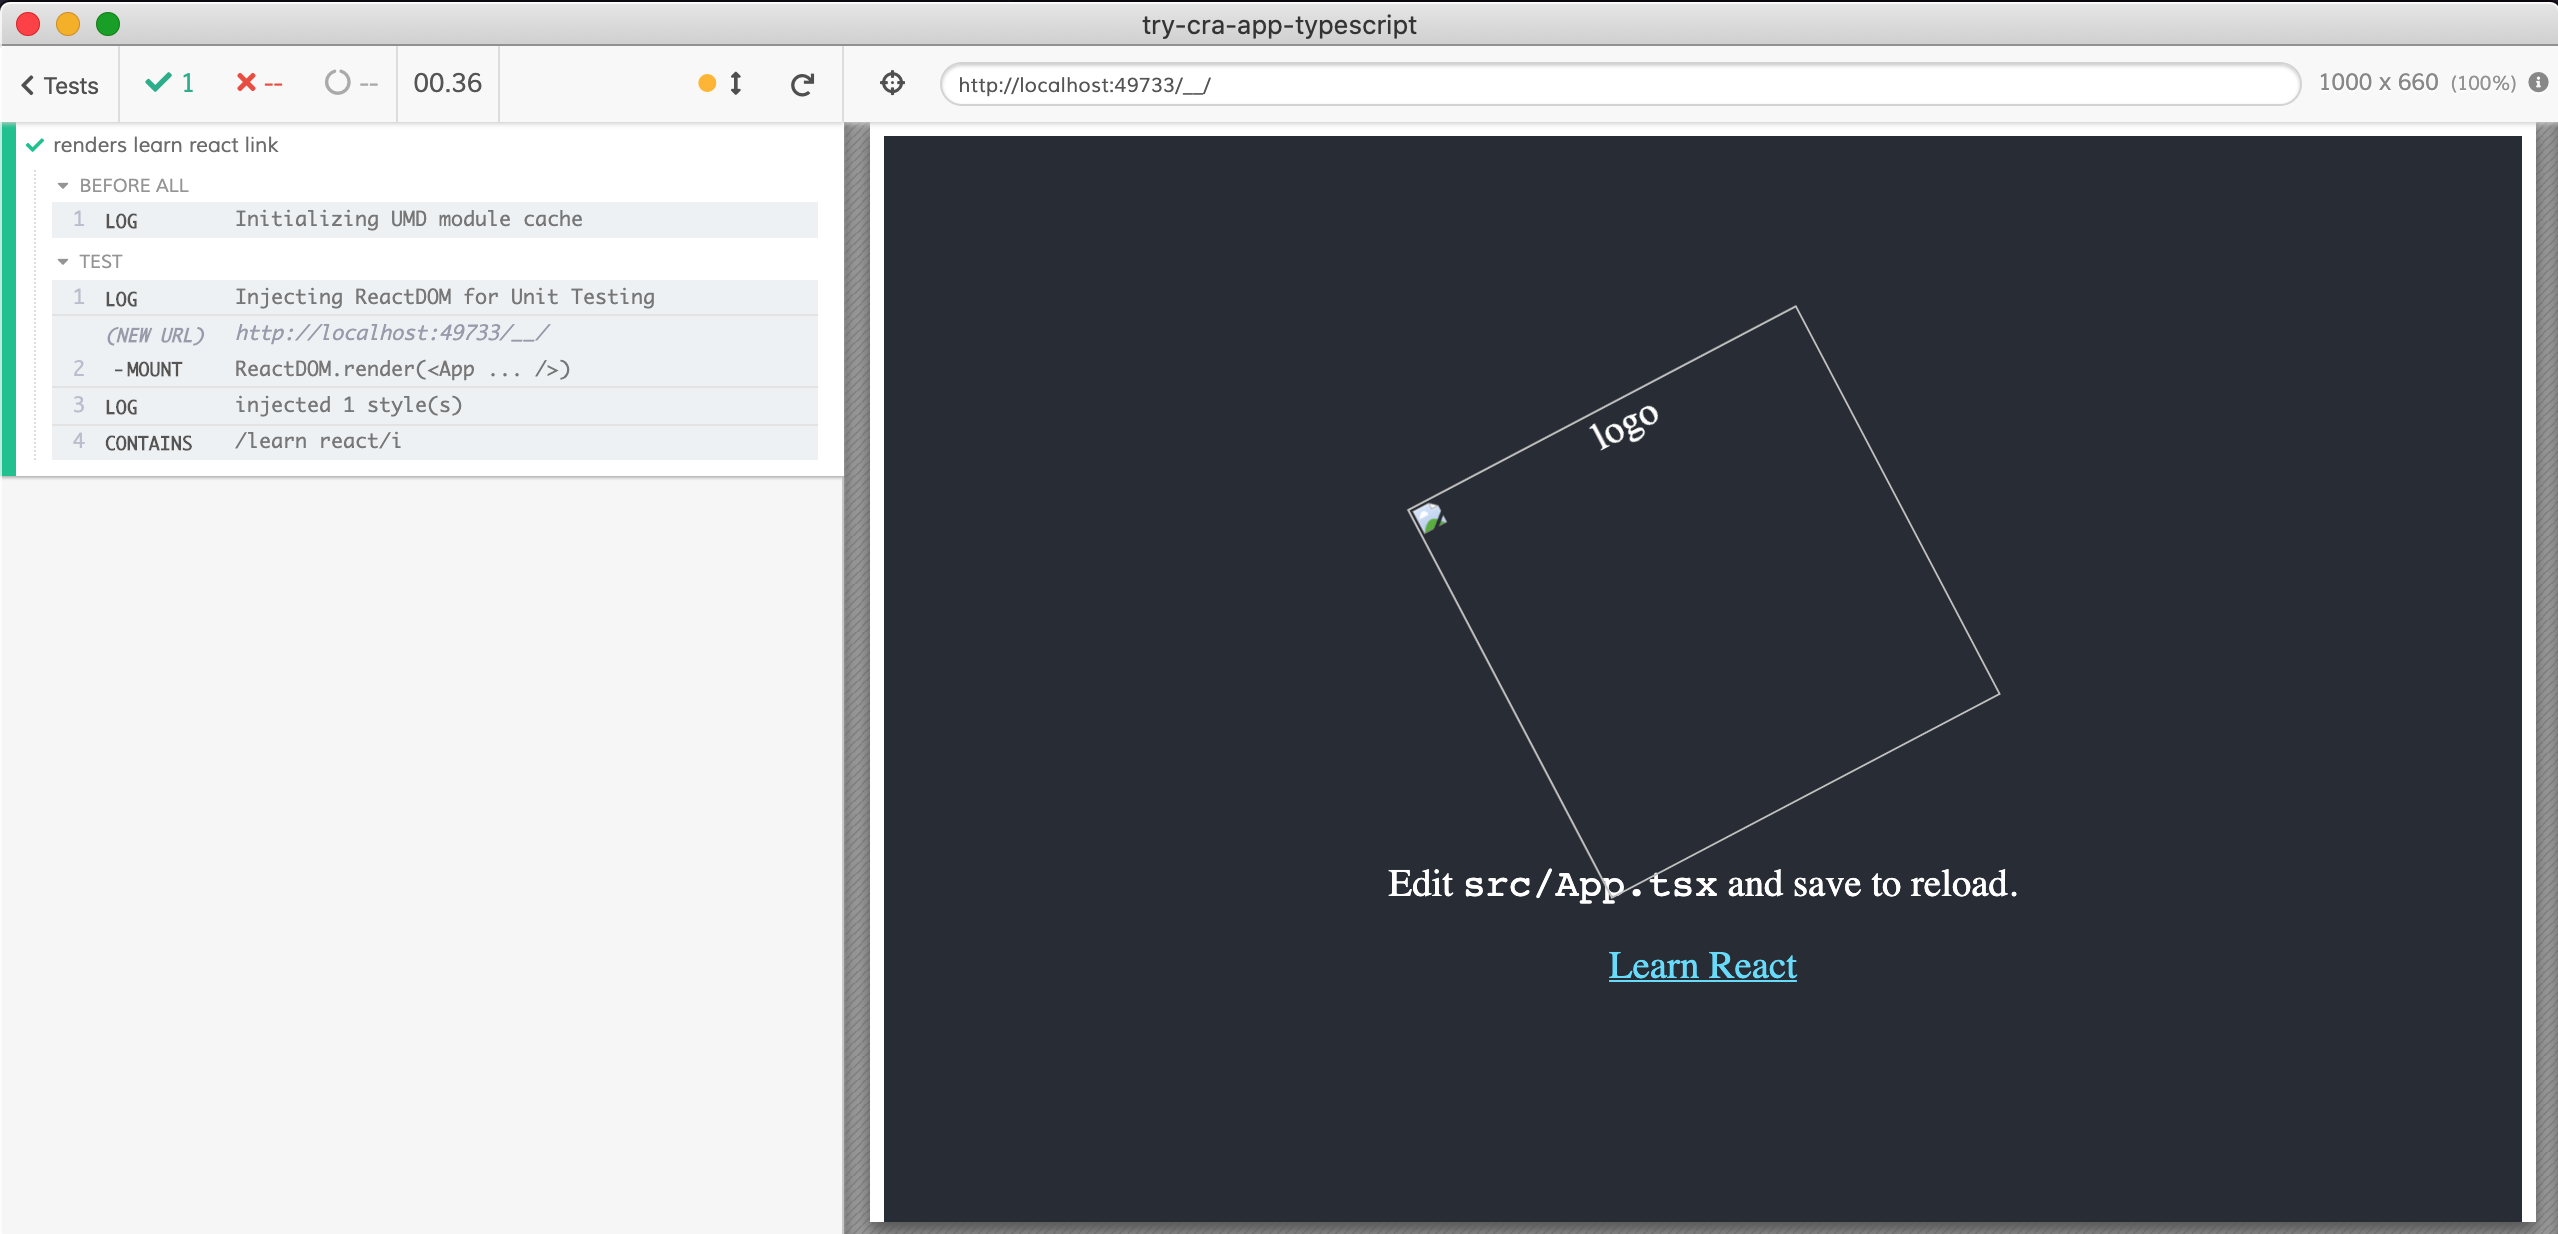 try-cra-app-typescript
Tests 1 -- -- 00.36 http://localhost:49733/__/ 1000 x 660 (100%)
renders learn react link
BEFORE ALL
1 LOG Initializing UMD module cache
TEST
1 LOG Injecting ReactDOM for Unit Testing
(NEW URL) http://localhost:49733/__/
2 -MOUNT ReactDOM.render(<App ... />)
3 LOG injected 1 style(s)
4 CONTAINS /learn react/i
logo
Edit src/App.tsx and save to reload.
Learn React